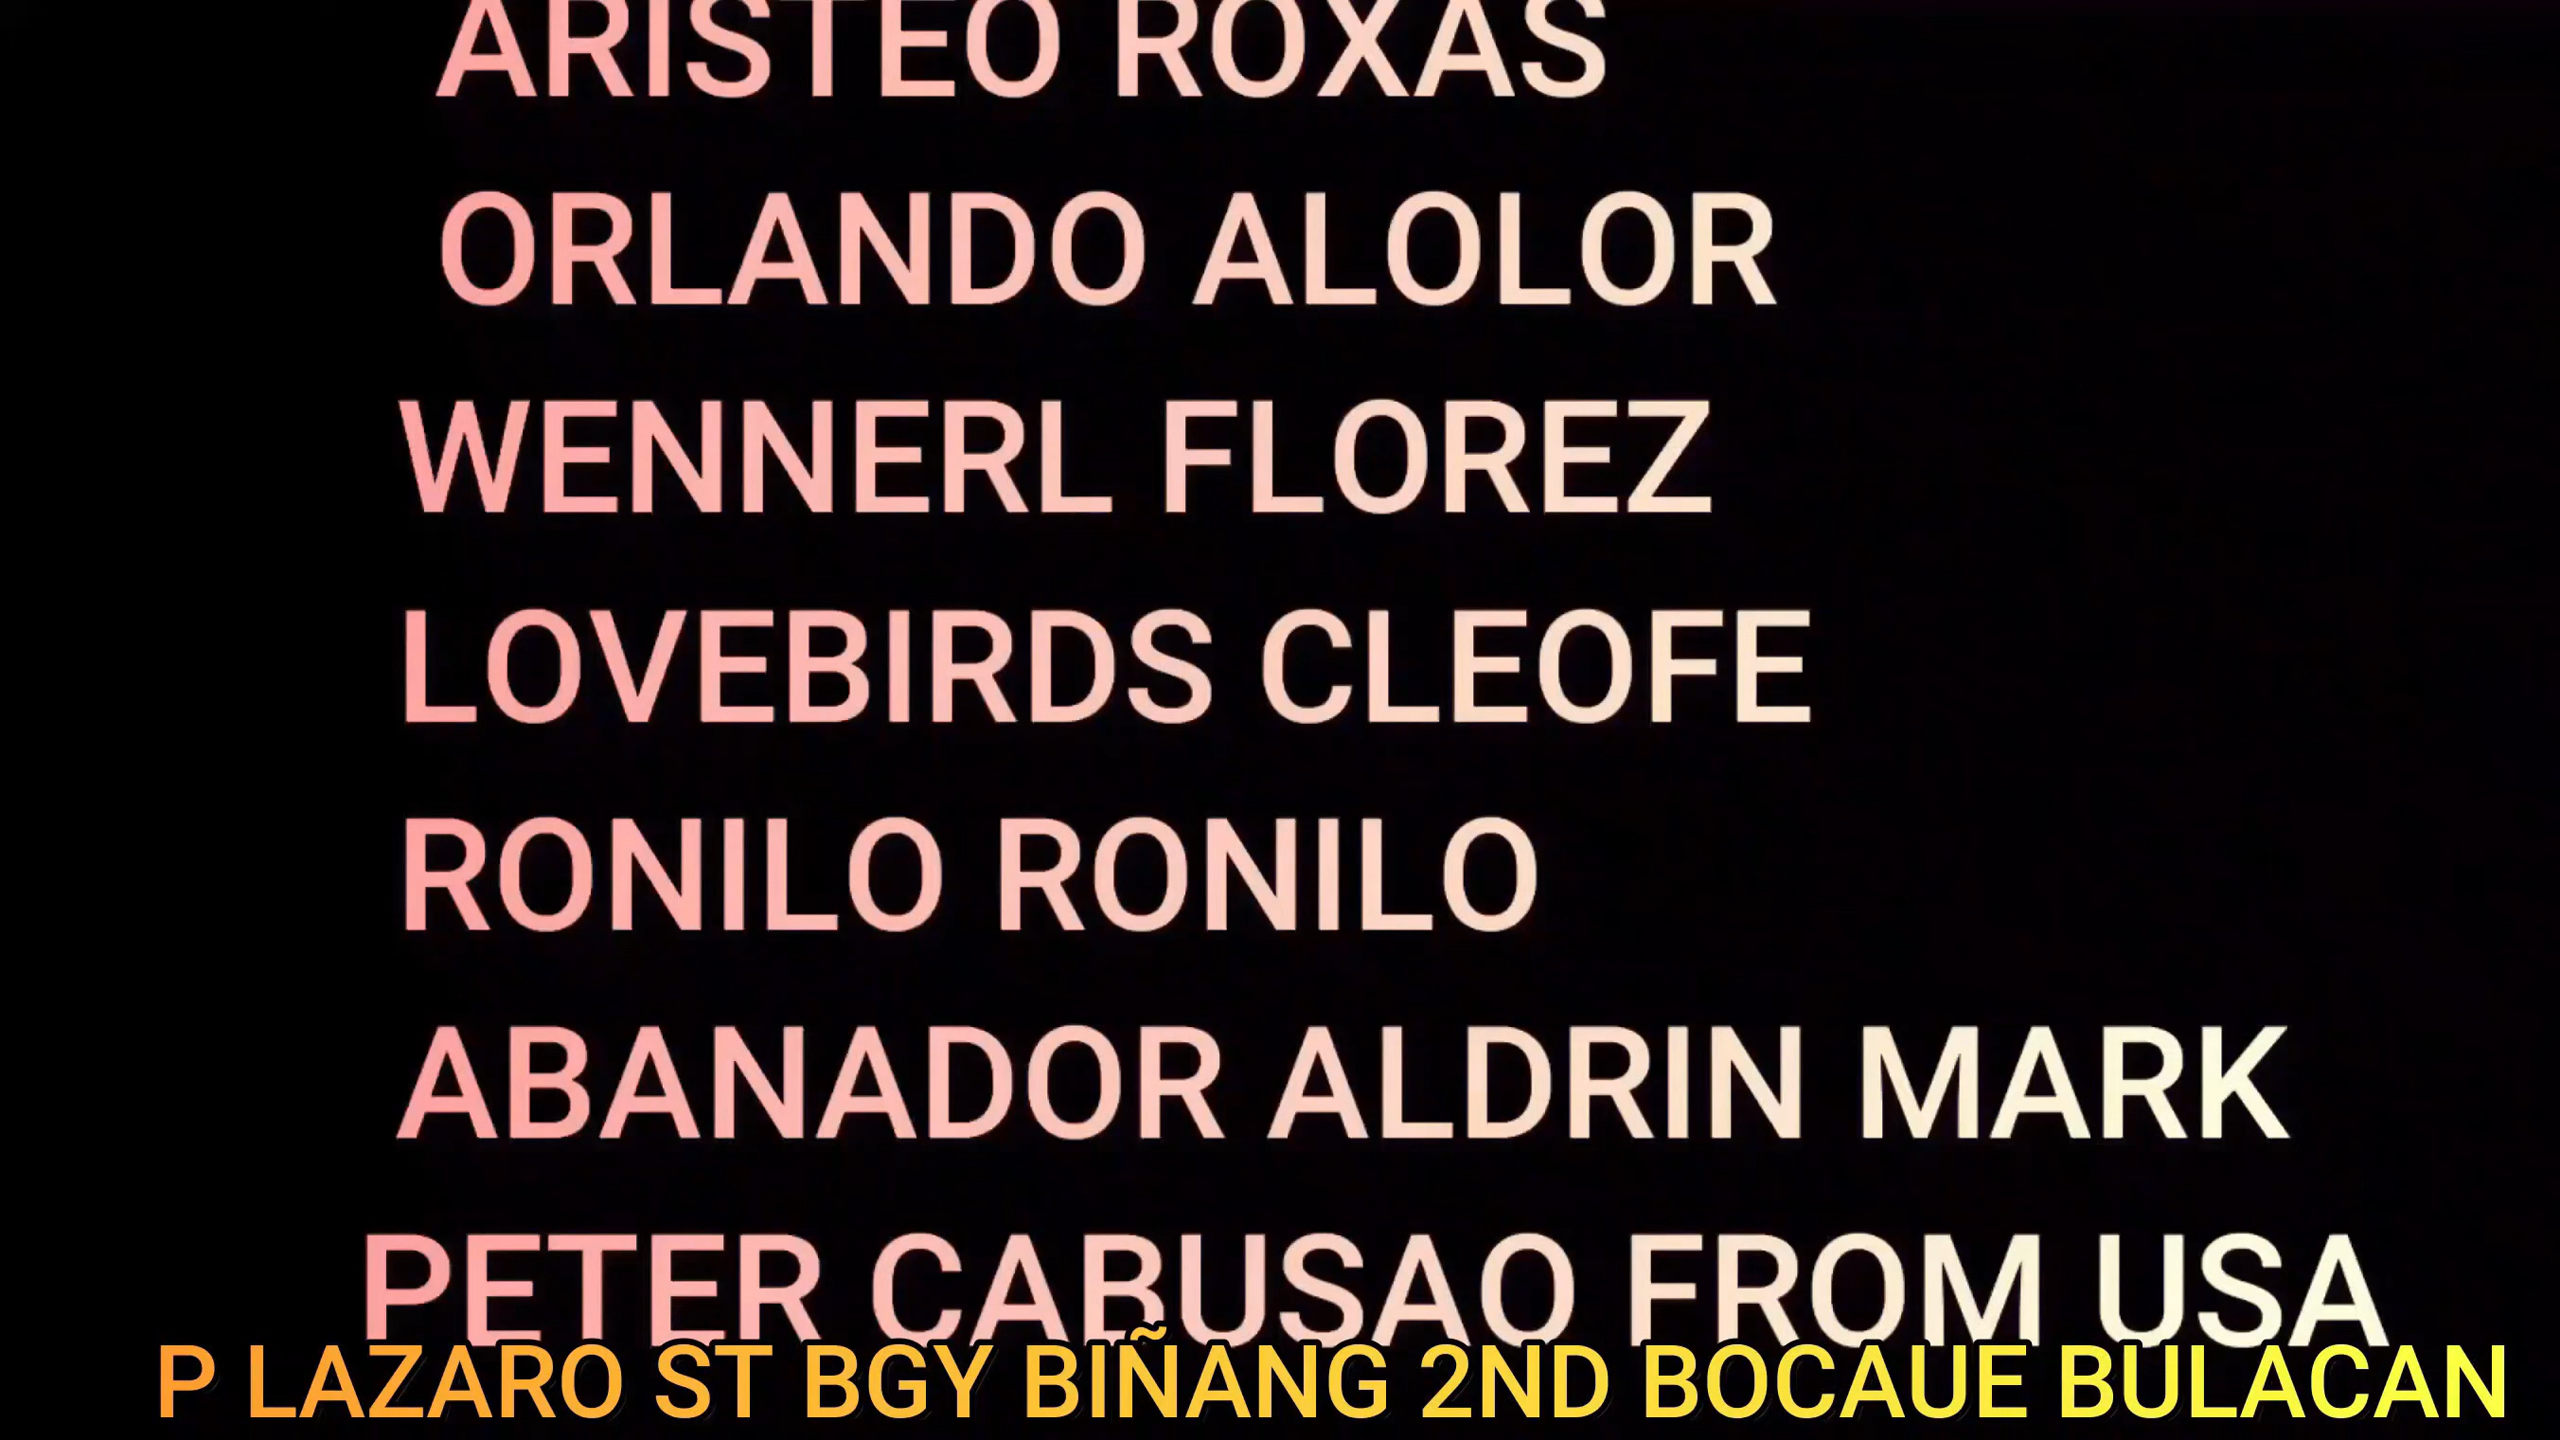 ARISTEO ROXAS
ORLANDO ALOLOR
WENNERL FLOREZ
LOVEBIRDS CLEOFE
RONILO RONILO
ABANADOR ALDRIN MARK
PETER CABUSAO FROM USA
P LAZARO ST BGY BIÑANG 2ND BOCAUE BULACAN